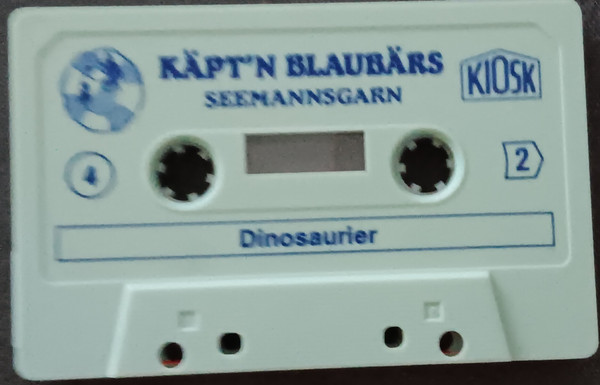 KÄPT'N BLAUBÄRS
SEEMANNSGARN
KIOSK
4
2
Dinosaurier